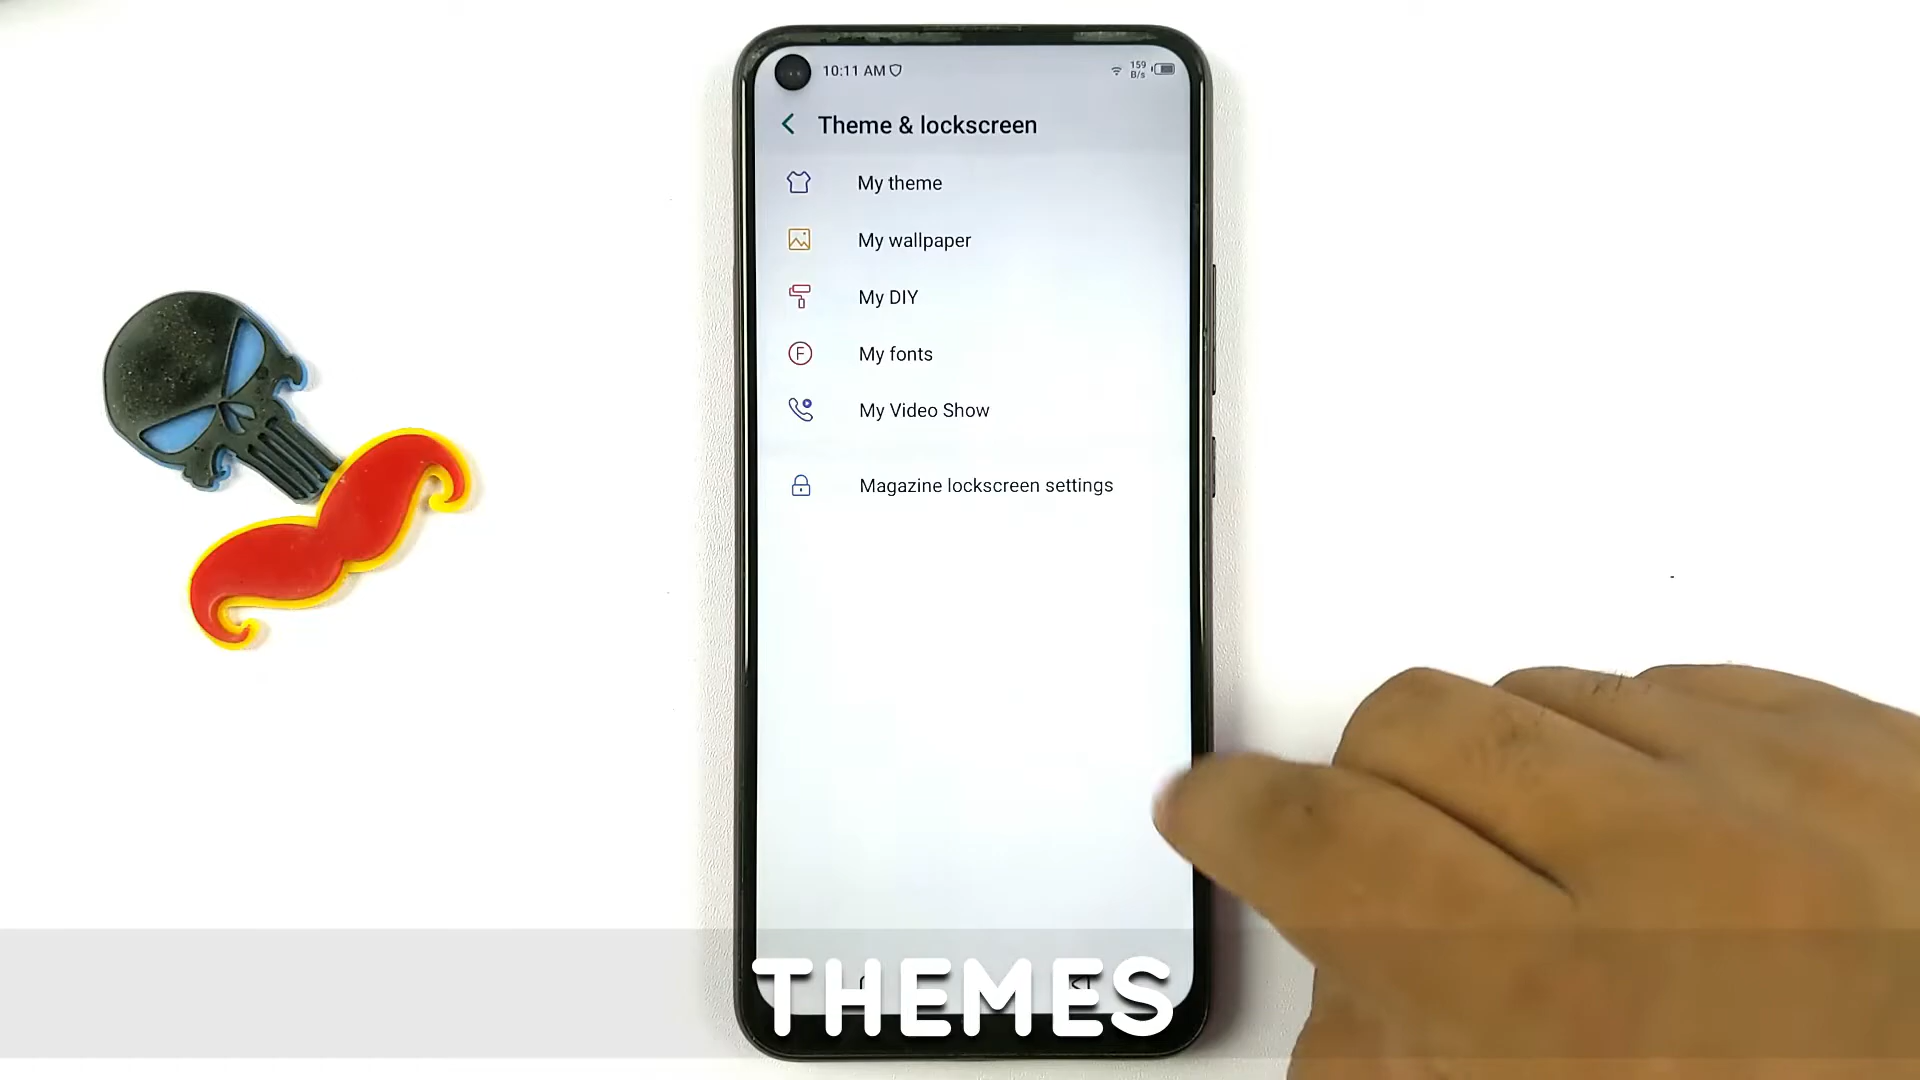 10:11 AM
159
B/s
Theme & lockscreen
My theme
My wallpaper
My DIY
F
My fonts
My Video Show
Magazine lockscreen settings
THEMES